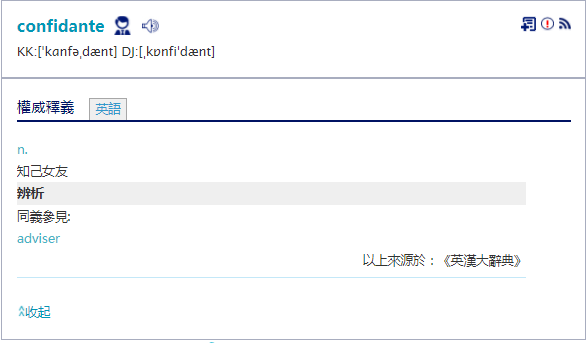 confidante
KK:[ˈkɑnfəˌdænt] DJ:[ˌkɒnfiˈdænt]
權威釋義 英語
n.
知己女友
辨析
同義參見:
adviser
以上來源於：《英漢大辭典》
收起